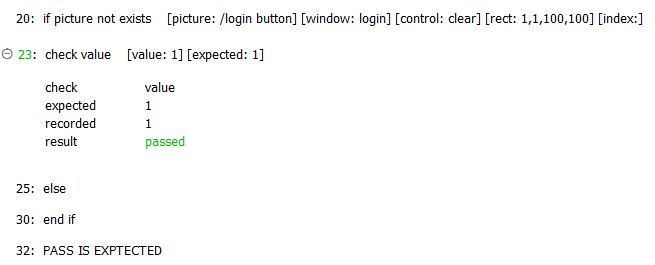 20: if picture not exists [picture: /login button] [window: login] [control: clear] [rect: 1,1,100,100] [index:]
23: check value [value: 1] [expected: 1]
check value
expected 1
recorded 1
result passed
25: else
30: end if
32: PASS IS EXPTECTED